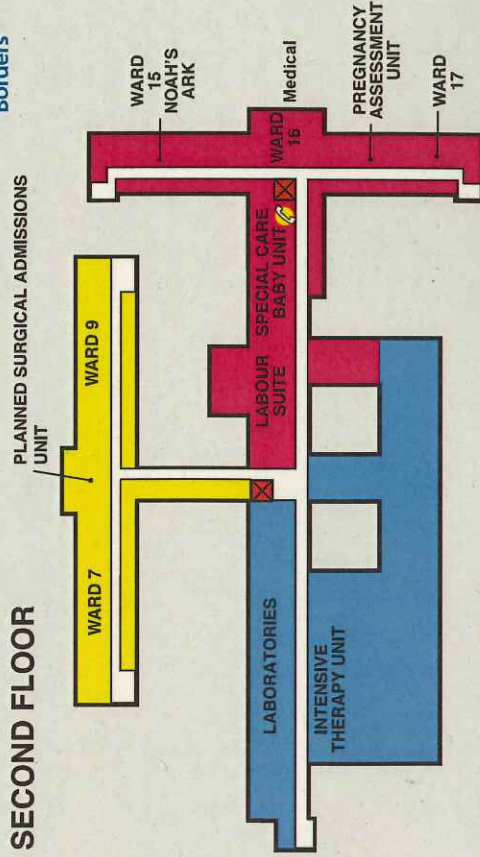 Borders
SECOND FLOOR
PLANNED SURGICAL ADMISSIONS
UNIT
WARD 7
WARD 9
WARD
15
NOAH'S
ARK
Medical
WARD
16
PREGNANCY
ASSESSMENT
UNIT
WARD
17
LABOUR
SUITE
SPECIAL CARE
BABY UNIT
LABORATORIES
INTENSIVE
THERAPY UNIT